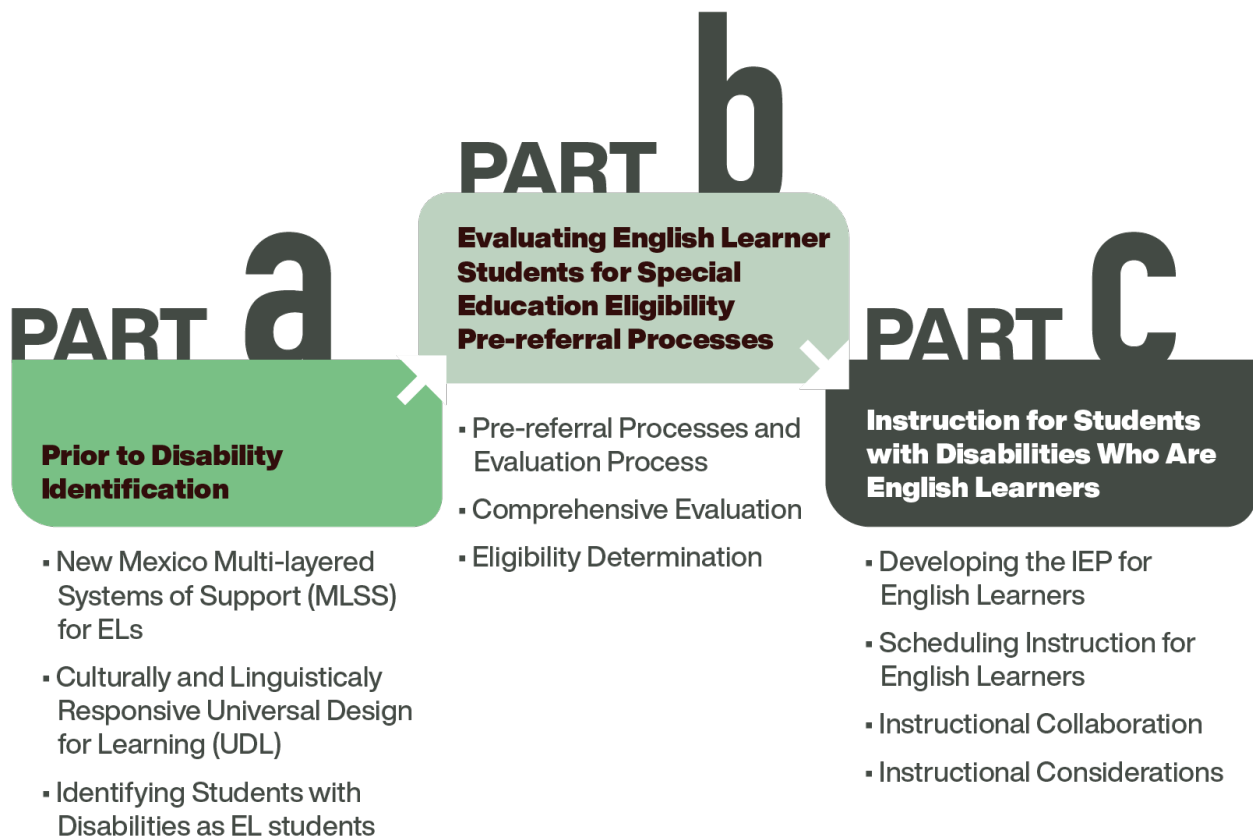 PART a
Prior to Disability
Identification
▪ New Mexico Multi-layered
Systems of Support (MLSS)
for ELs
▪ Culturally and Linguisticaly
Responsive Universal Design
for Learning (UDL)
▪ Identifying Students with
Disabilities as EL students
PART b
Evaluating English Learner
Students for Special
Education Eligibility
Pre-referral Processes
▪ Pre-referral Processes and
Evaluation Process
▪ Comprehensive Evaluation
▪ Eligibility Determination
PART c
Instruction for Students
with Disabilities Who Are
English Learners
▪ Developing the IEP for
English Learners
▪ Scheduling Instruction for
English Learners
▪ Instructional Collaboration
▪ Instructional Considerations